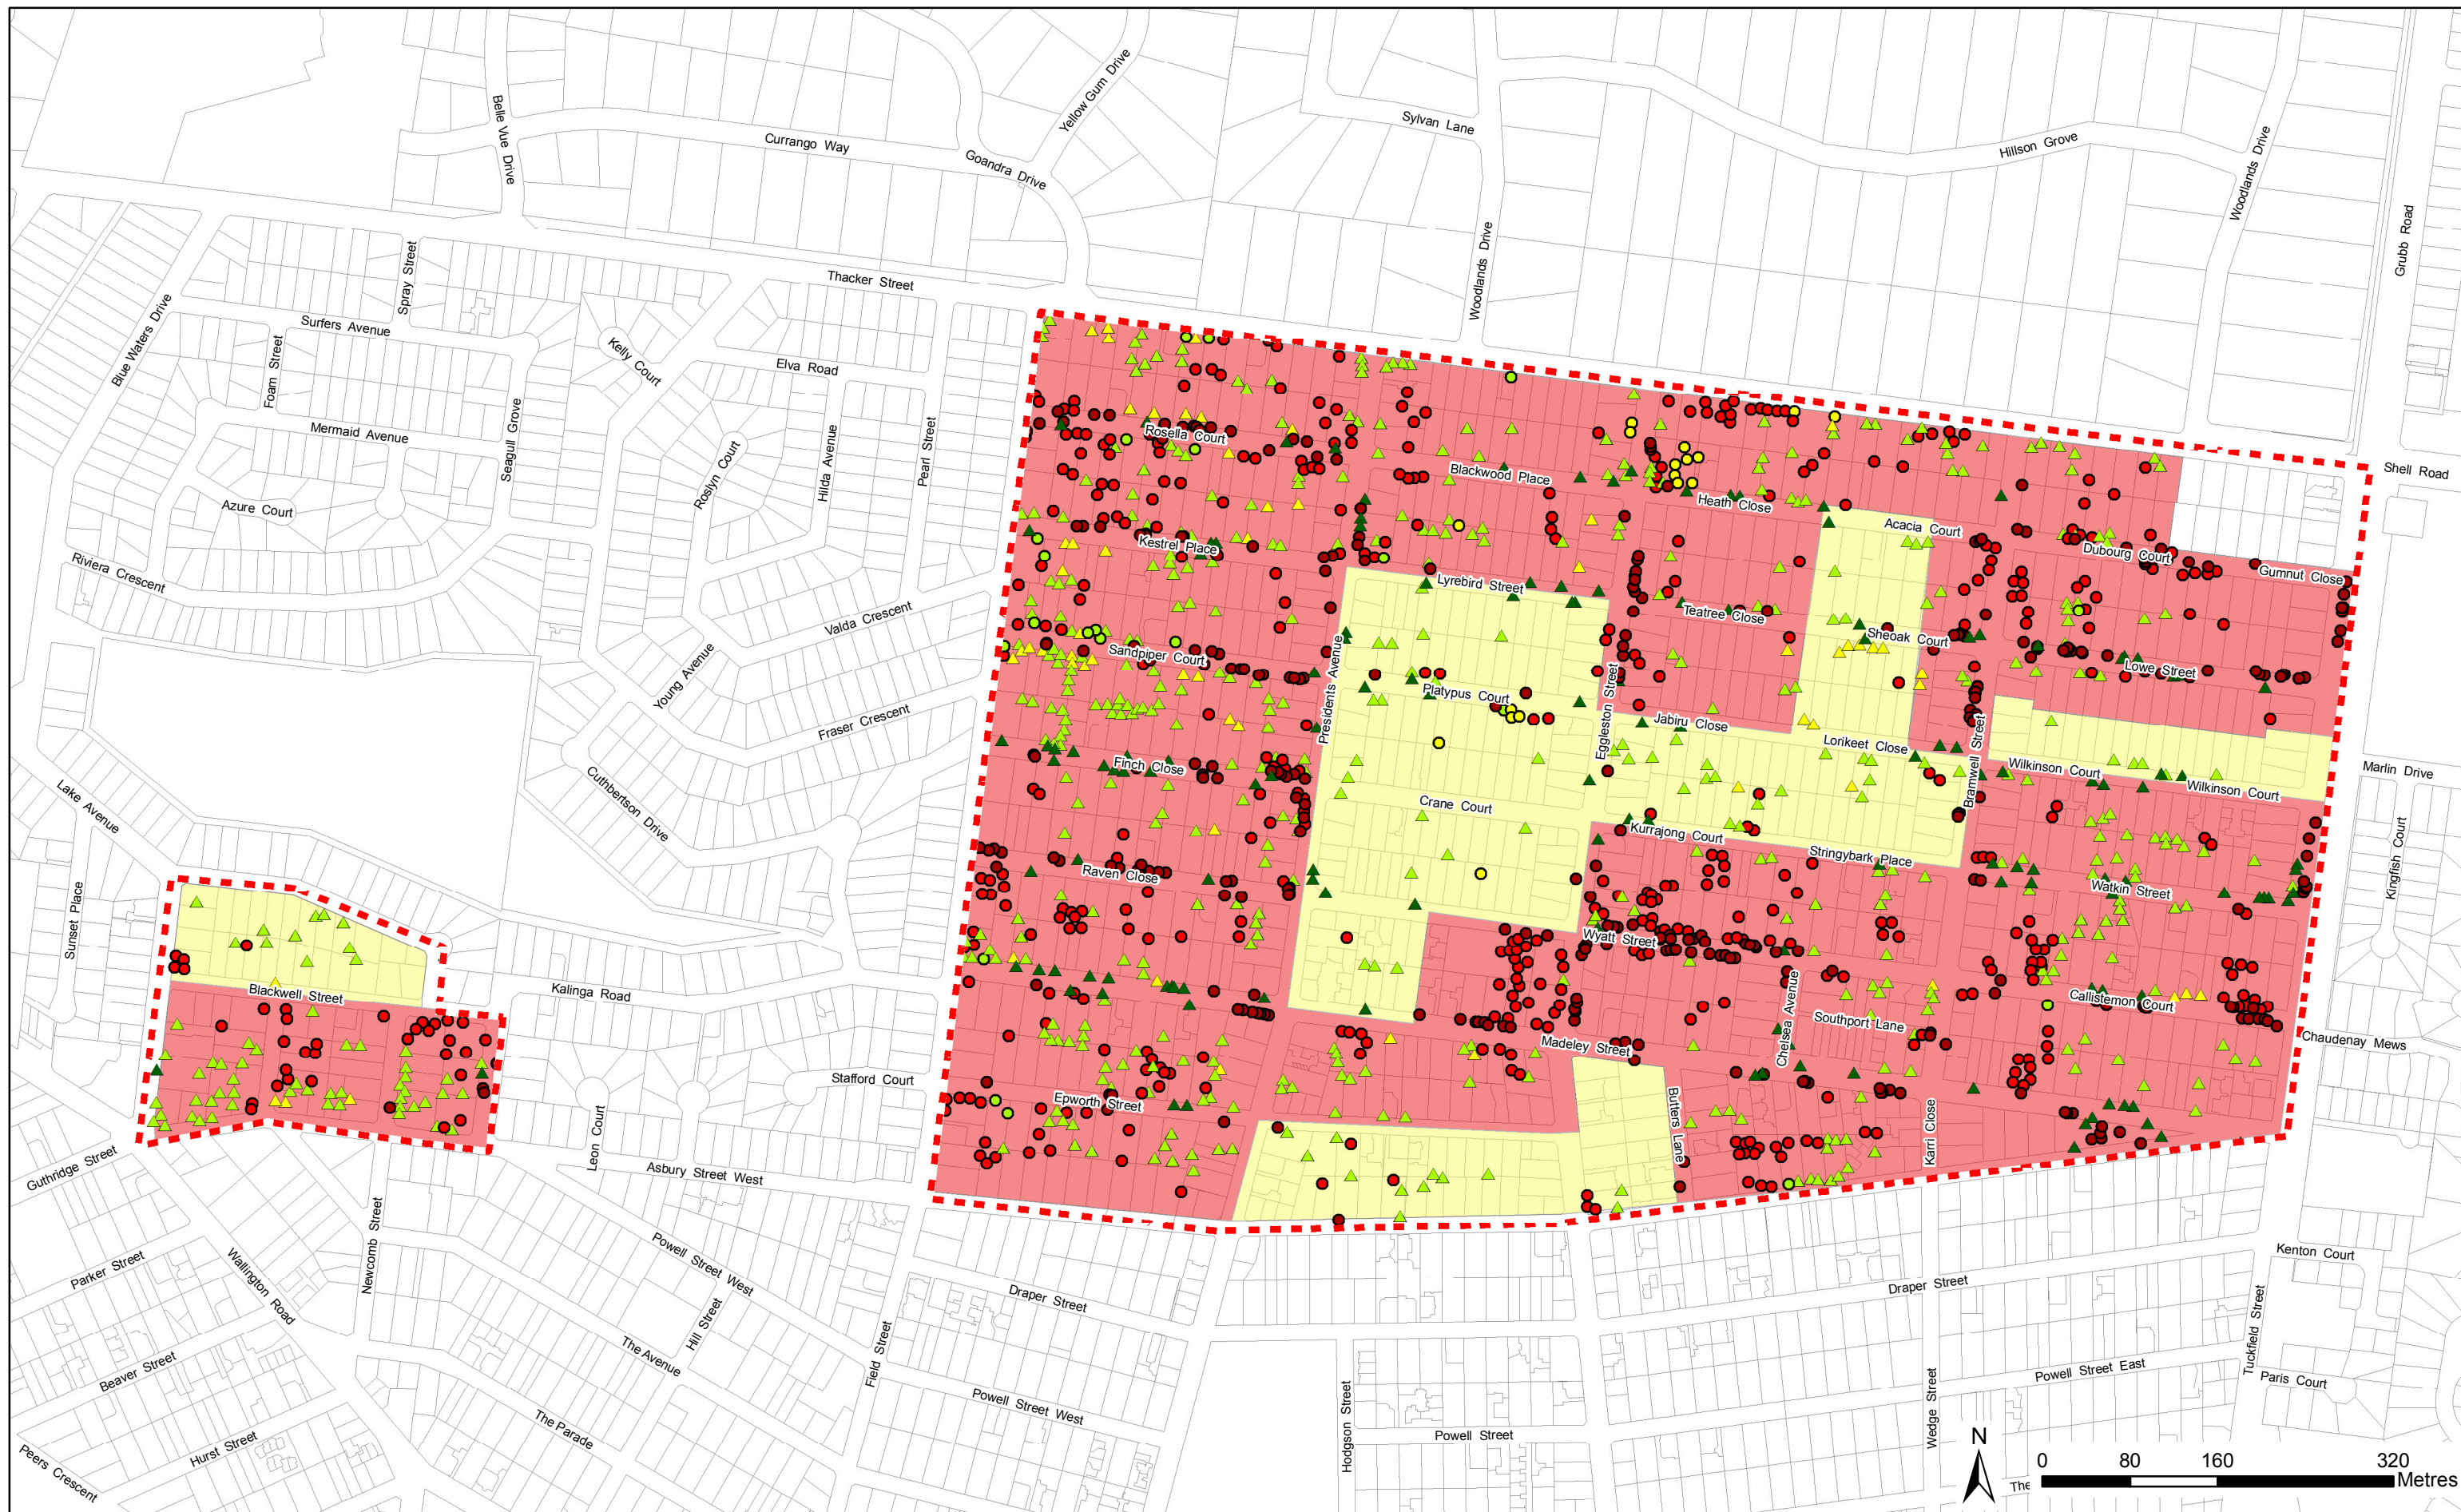 Belle Vue Drive
Currango Way
Goandra Drive
Yellow Gum Drive
Sylvan Lane
Hillson Grove
Woodlands Drive
Grubb Road
Woodlands Drive
Thacker Street
Spray Street
Blue Waters Drive
Surfers Avenue
Foam Street
Kelly Court
Elva Road
Mermaid Avenue
Seagull Grove
Roslyn Court
Hilda Avenue
Pearl Street
Azure Court
Riviera Crescent
Valda Crescent
Young Avenue
Fraser Crescent
Cuthbertson Drive
Lake Avenue
Sunset Place
Rosella Court
Blackwood Place
Heath Close
Acacia Court
Dubourg Court
Gumnut Close
Shell Road
Kestrel Place
Lyrebird Street
Teatree Close
Sheoak Court
Lowe Street
Sandpiper Court
Presidents Avenue
Platypus Court
Eggleston Street
Jabiru Close
Lorikeet Close
Bramwell Street
Wilkinson Court
Wilkinson Court
Marlin Drive
Finch Close
Crane Court
Kurrajong Court
Stringybark Place
Kingfish Court
Raven Close
Watkin Street
Wyatt Street
Blackwell Street
Kalinga Road
Chelsea Avenue
Southport Lane
Callistemon Court
Chaudenay Mews
Madeley Street
Stafford Court
Epworth Street
Butters Lane
Karri Close
Leon Court
Guthridge Street
Asbury Street West
Newcomb Street
Parker Street
Wallington Road
Powell Street West
Hill Street
Draper Street
Draper Street
Kenton Court
Field Street
The Avenue
Beaver Street
Powell Street West
Powell Street East
Tuckfield Street
Paris Court
Hodgson Street
Wedge Street
The Parade
Hurst Street
Peers Crescent
Powell Street
N
0 80 160 320
Metres
The